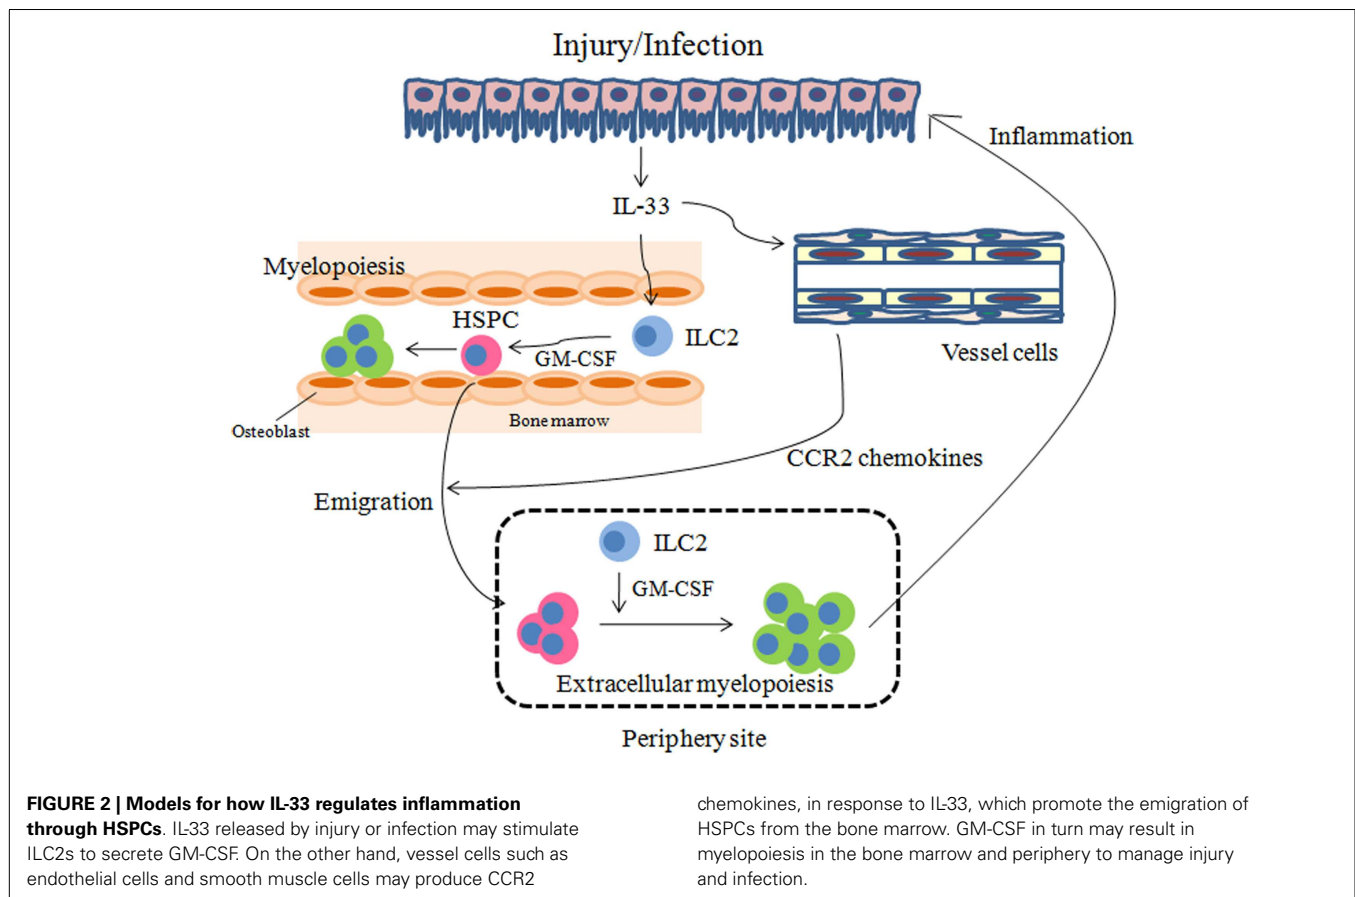 Injury/Infection
Inflammation
IL-33
Myelopoiesis
HSPC
ILC2
GM-CSF
Vessel cells
Osteoblast
Bone marrow
CCR2 chemokines
Emigration
ILC2
GM-CSF
Extracellular myelopoiesis
Periphery site
FIGURE 2 | Models for how IL-33 regulates inflammation
through HSPCs. IL-33 released by injury or infection may stimulate
ILC2s to secrete GM-CSF. On the other hand, vessel cells such as
endothelial cells and smooth muscle cells may produce CCR2
chemokines, in response to IL-33, which promote the emigration of
HSPCs from the bone marrow. GM-CSF in turn may result in
myelopoiesis in the bone marrow and periphery to manage injury
and infection.